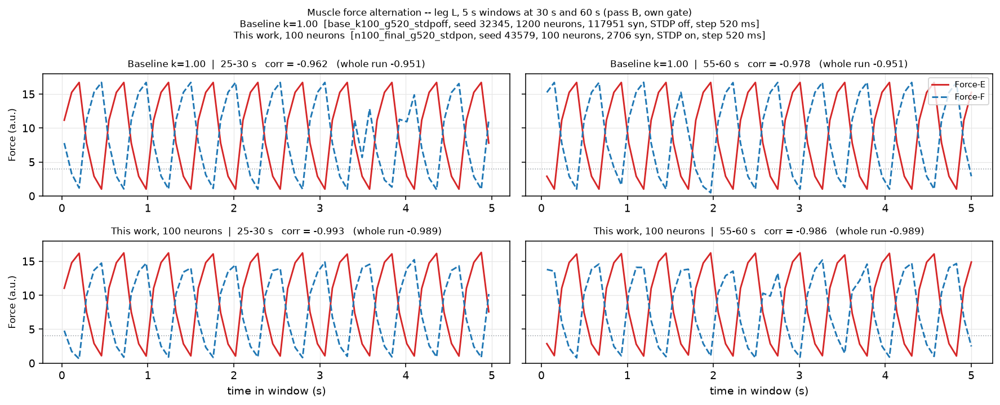 Muscle force alternation -- leg L, 5 s windows at 30 s and 60 s (pass B, own gate)
Baseline k=1.00  [base_k100_g520_stdpoff, seed 32345, 1200 neurons, 117951 syn, STDP off, step 520 ms]
This work, 100 neurons  [n100_final_g520_stdpon, seed 43579, 100 neurons, 2706 syn, STDP on, step 520 ms]
Baseline k=1.00  |  25-30 s   corr = -0.962   (whole run -0.951)
Force (a.u.)
15
10
5
0
0 1 2 3 4 5
Baseline k=1.00  |  55-60 s   corr = -0.978   (whole run -0.951)
Force-E
Force-F
0 1 2 3 4 5
This work, 100 neurons  |  25-30 s   corr = -0.993   (whole run -0.989)
Force (a.u.)
15
10
5
0
0 1 2 3 4 5
time in window (s)
This work, 100 neurons  |  55-60 s   corr = -0.986   (whole run -0.989)
0 1 2 3 4 5
time in window (s)